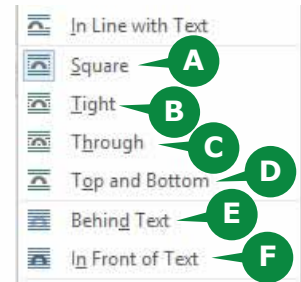 In Line with Text
Square A
Tight B
Through C
Top and Bottom D
Behind Text E
In Front of Text F